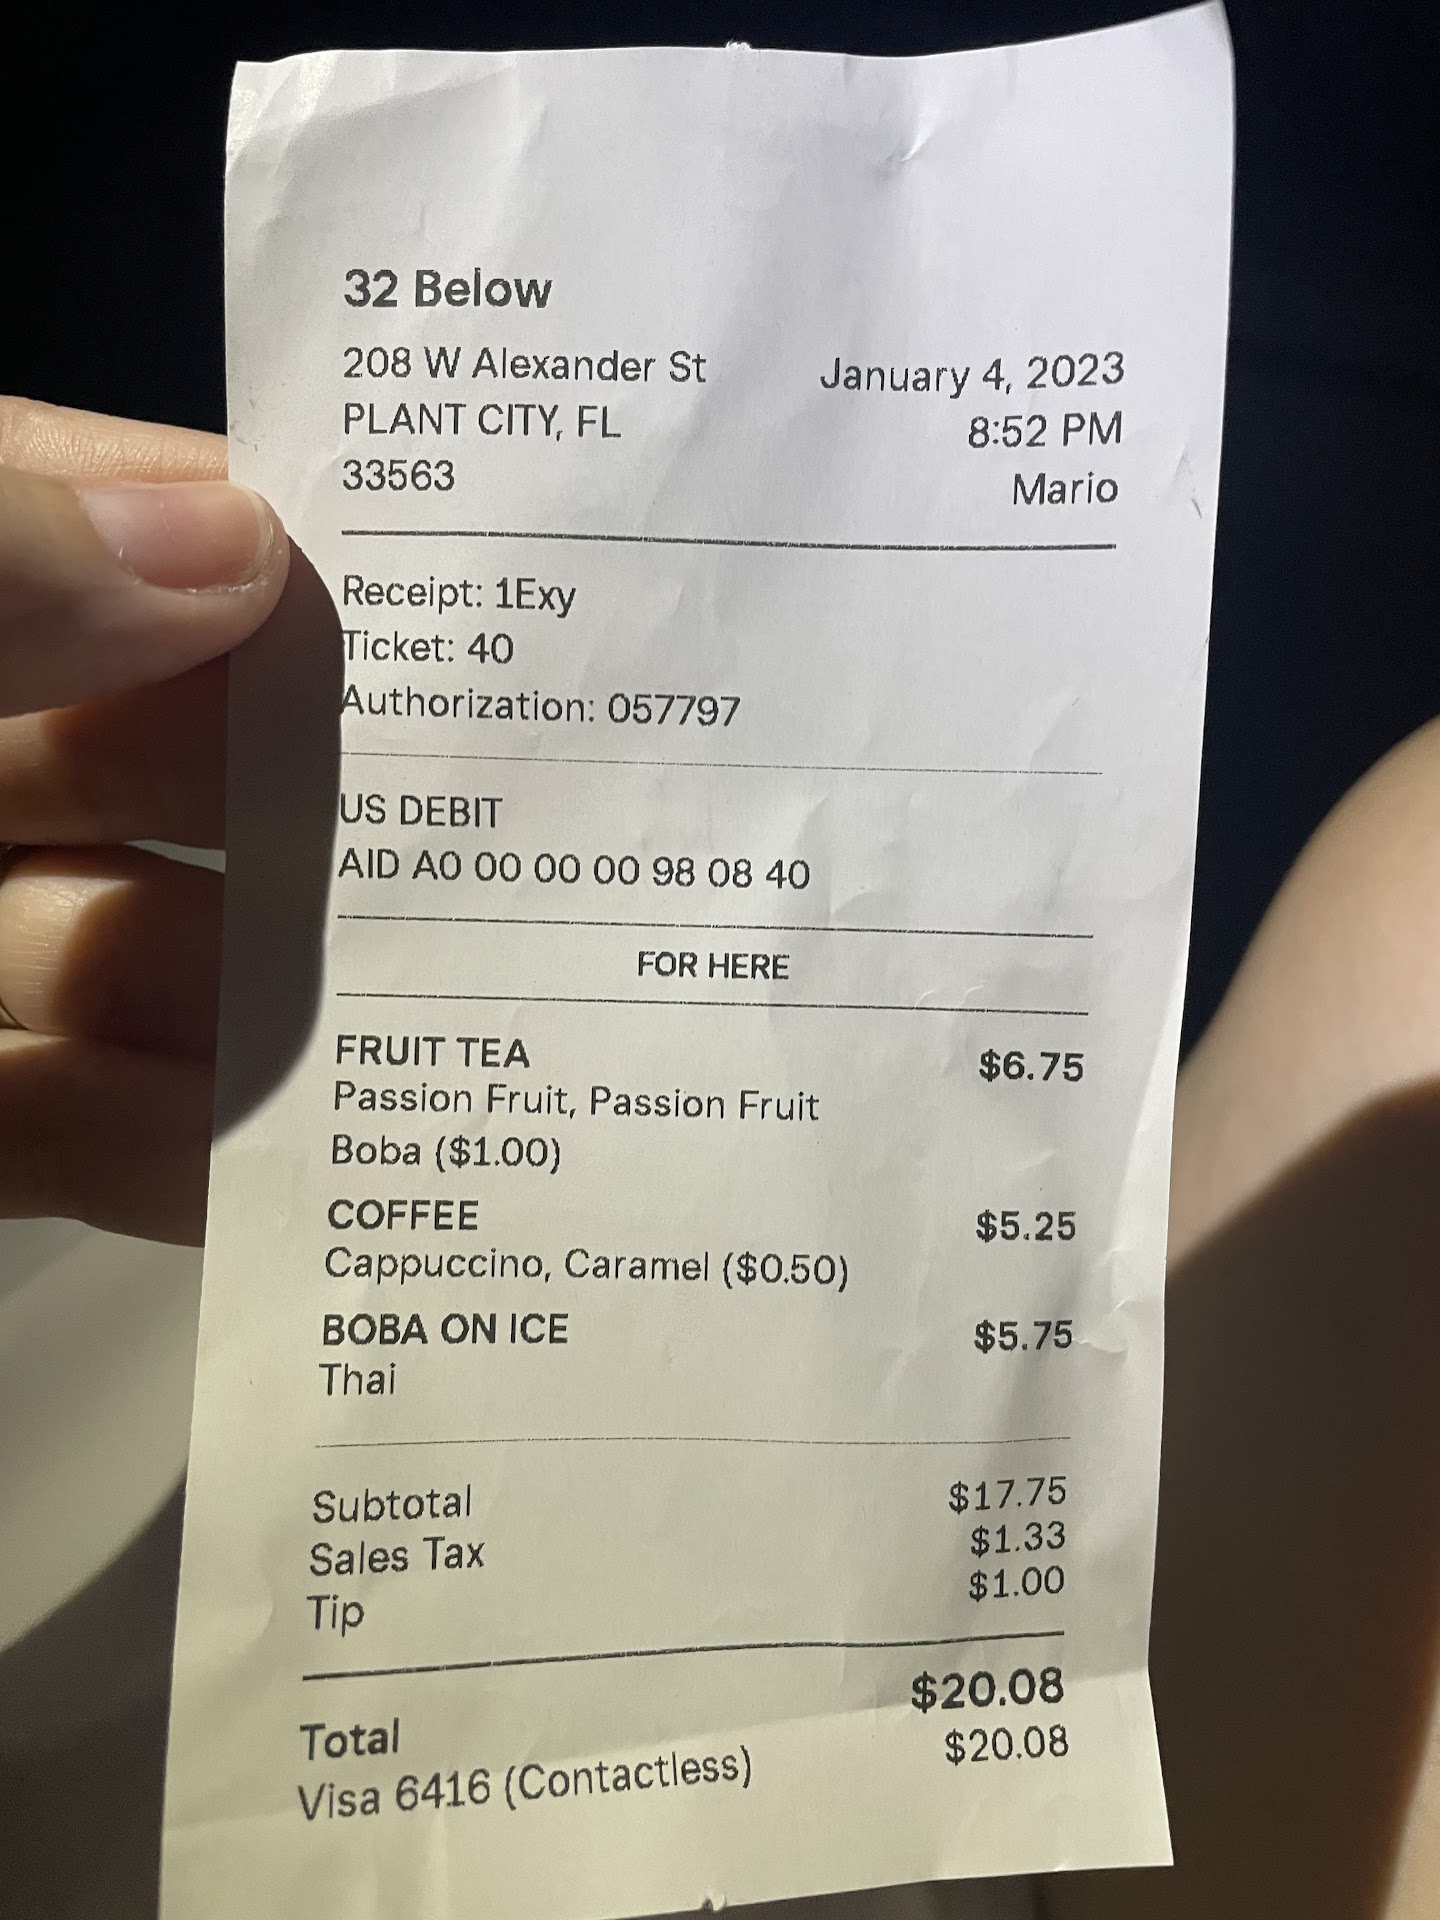 32 Below
208 W Alexander St
PLANT CITY, FL
33563
January 4, 2023
8:52 PM
Mario
Receipt: 1Exy
Ticket: 40
Authorization: 057797
US DEBIT
AID A0 00 00 00 98 08 40
FOR HERE
FRUIT TEA $6.75
Passion Fruit, Passion Fruit
Boba ($1.00)
COFFEE $5.25
Cappuccino, Caramel ($0.50)
BOBA ON ICE $5.75
Thai
Subtotal $17.75
Sales Tax $1.33
Tip $1.00
Total $20.08
Visa 6416 (Contactless) $20.08